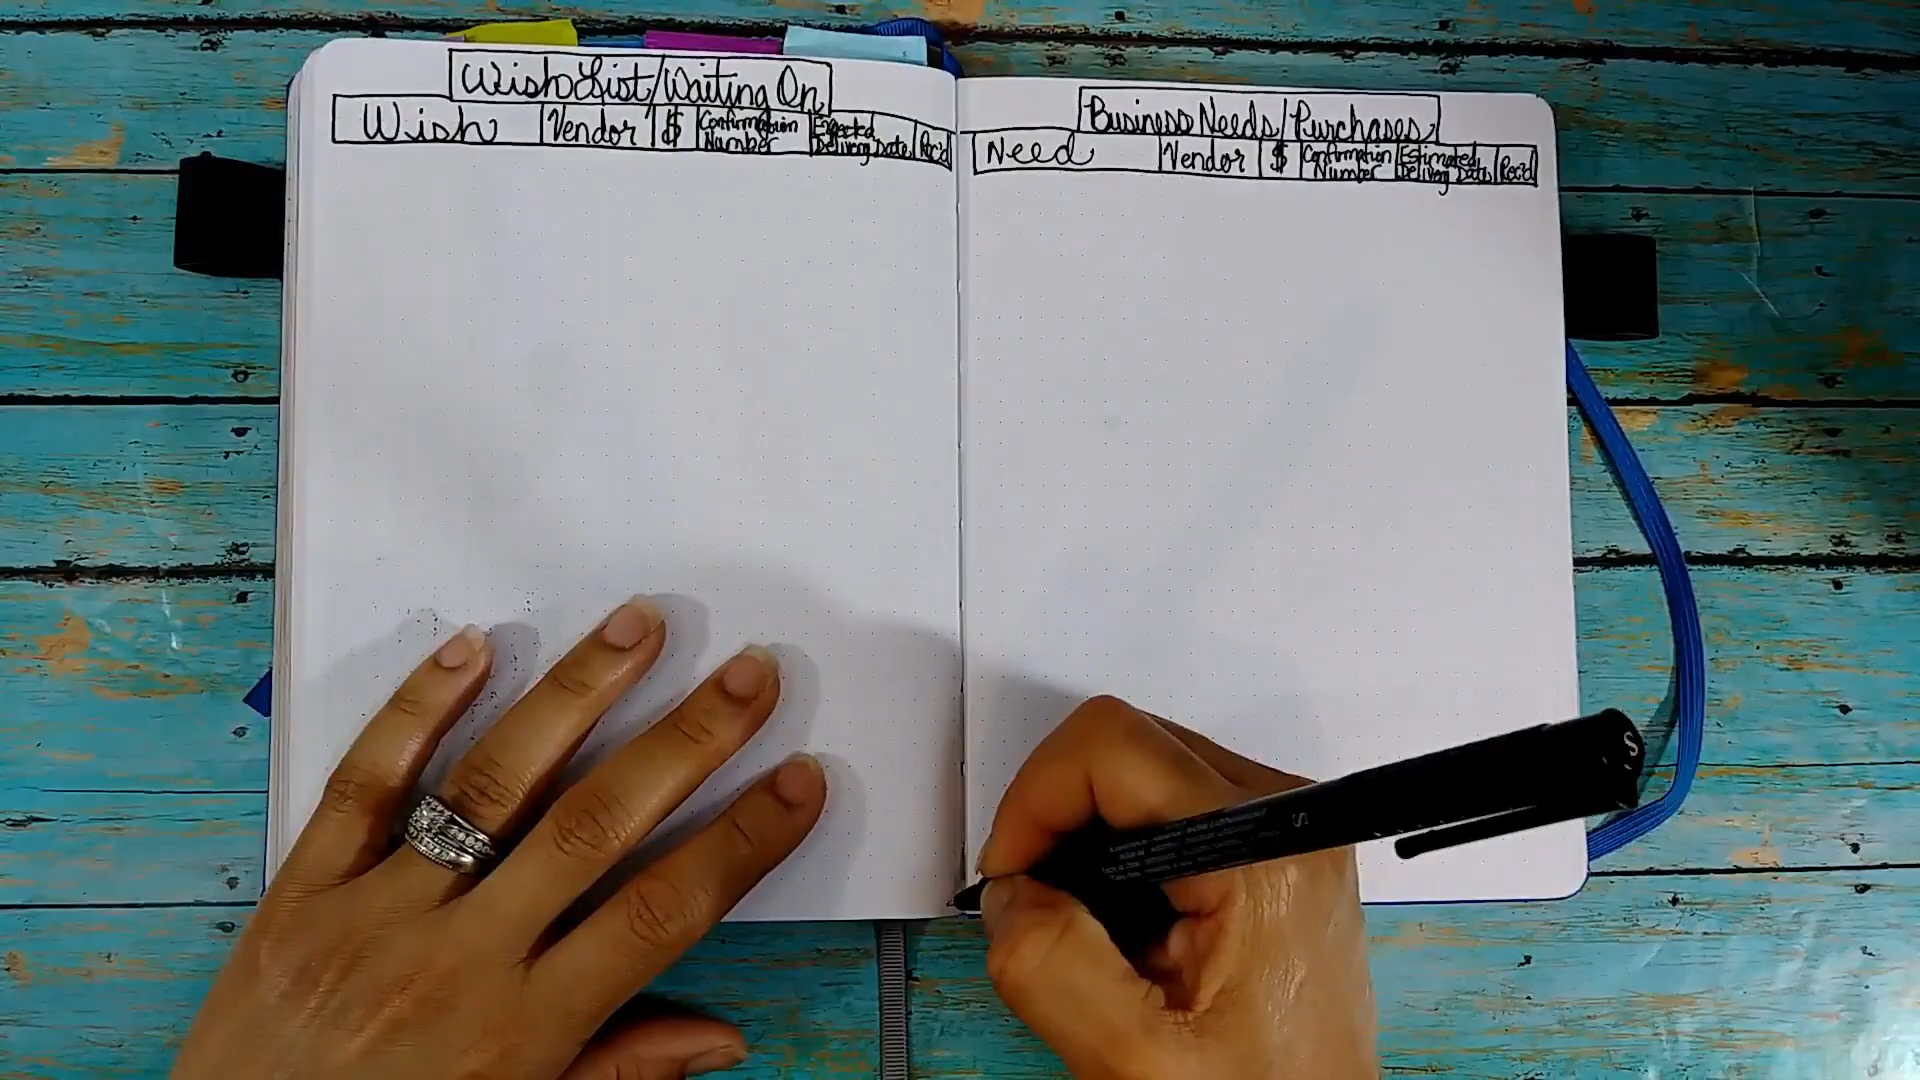 Wish List/Waiting On
Wish Vendor $ Confirmation Number Expected Delivery Date Rec'd
Business Needs/Purchases
Need Vendor $ Confirmation Number Estimated Delivery Date Rec'd
S
S